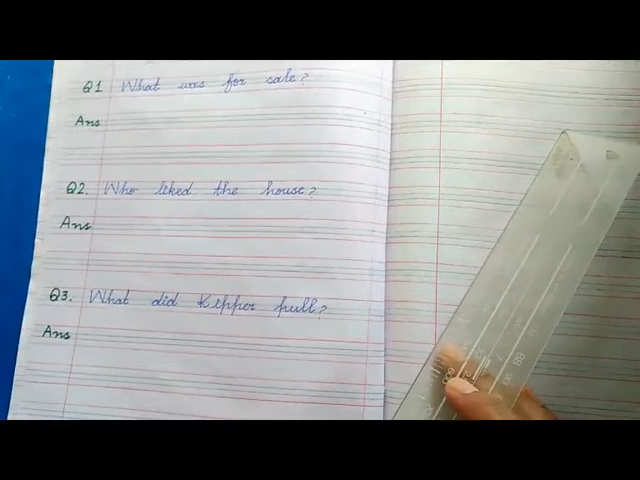 Q1 What was for sale?
Ans
Q2. Who liked the house?
Ans
Q3. What did Kipper pull?
Ans